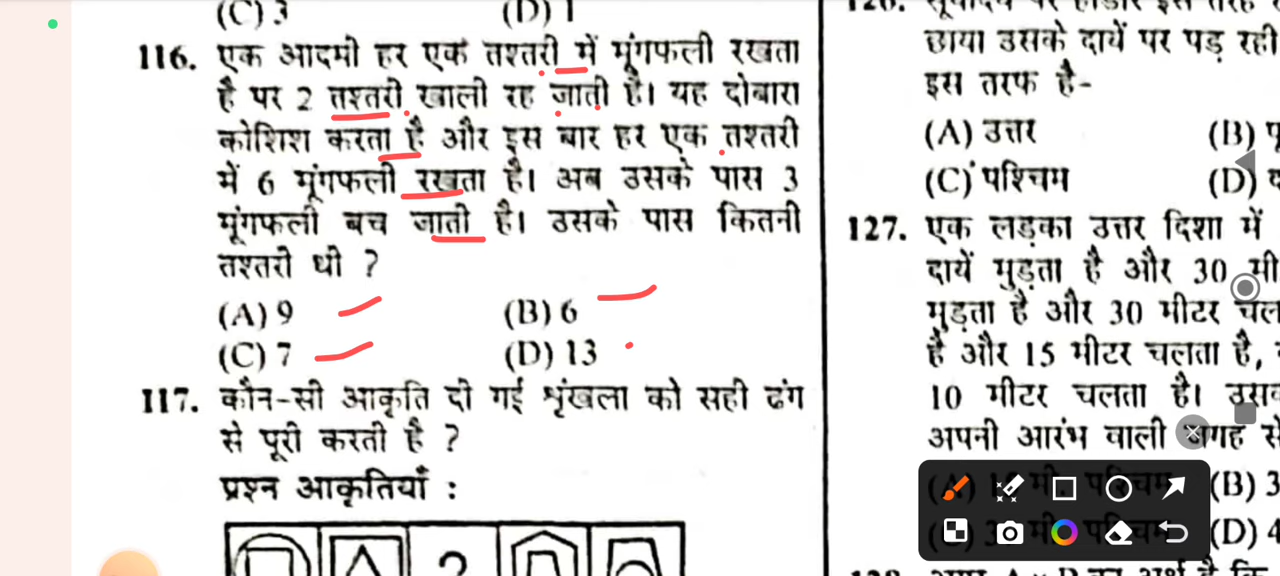 (C) 3 (D) 1
116. एक आदमी हर एक तश्तरी में मूंगफली रखता
है पर 2 तश्तरी खाली रह जाती है। यह दोबारा
कोशिश करता है और इस बार हर एक तश्तरी
में 6 मूंगफली रखता है। अब उसके पास 3
मूंगफली बच जाती है। उसके पास कितनी
तश्तरी थी ?
(A) 9 (B) 6
(C) 7 (D) 13
117. कौन-सी आकृति दी गई शृंखला को सही ढंग
से पूरी करती है ?
प्रश्न आकृतियाँ :
?
छाया उसके दायें पर पड़ रही
इस तरफ है-
(A) उत्तर (B)
(C) पश्चिम (D)
127. एक लड़का उत्तर दिशा में
दायें मुड़ता है और 30 मी
मुड़ता है और 30 मीटर चल
है और 15 मीटर चलता है,
10 मीटर चलता है। उसक
अपनी आरंभ वाली जगह से
(B) 3
(D) 4